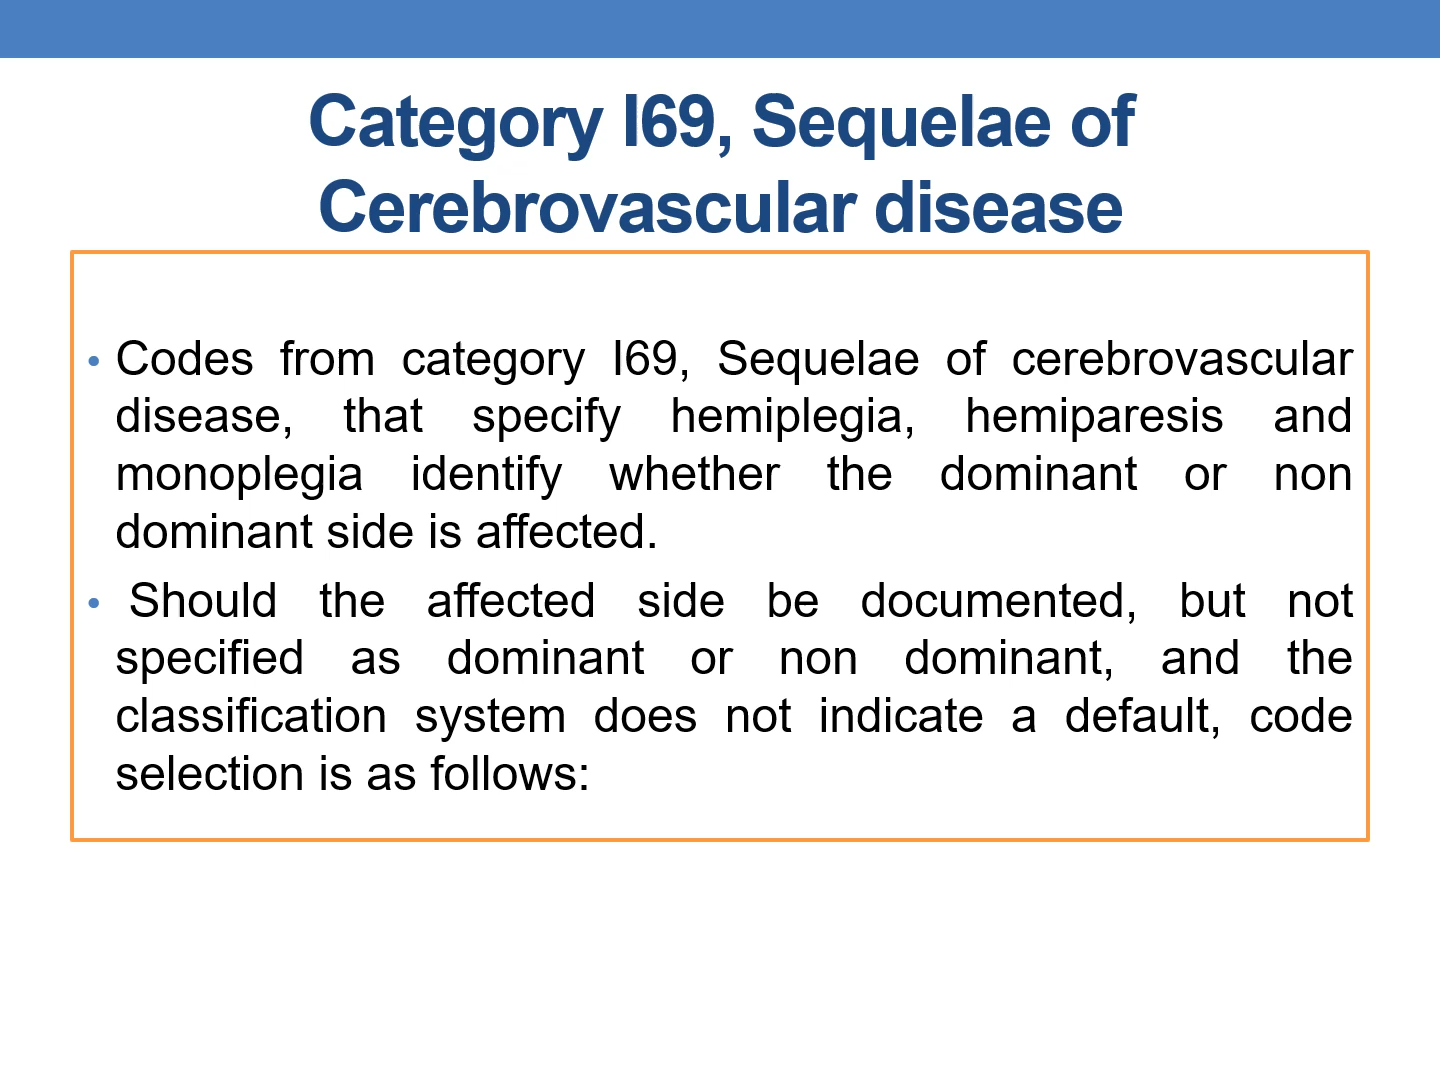 Category I69, Sequelae of
Cerebrovascular disease
• Codes from category I69, Sequelae of cerebrovascular
disease, that specify hemiplegia, hemiparesis and
monoplegia identify whether the dominant or non
dominant side is affected.
• Should the affected side be documented, but not
specified as dominant or non dominant, and the
classification system does not indicate a default, code
selection is as follows: